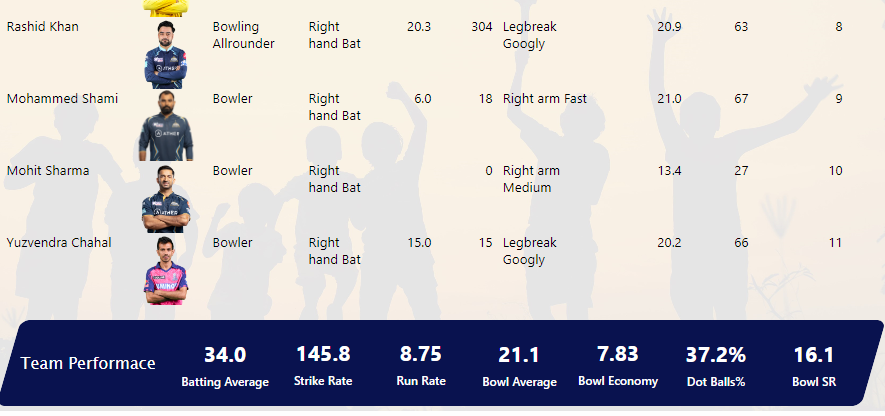 Rashid Khan Bowling Right 20.3 304 Legbreak 20.9 63 8
Allrounder hand Bat Googly
Mohammed Shami Bowler Right 6.0 18 Right arm Fast 21.0 67 9
hand Bat
Mohit Sharma Bowler Right 0 Right arm 13.4 27 10
hand Bat Medium
Yuzvendra Chahal Bowler Right 15.0 15 Legbreak 20.2 66 11
hand Bat Googly
Team Performace 34.0 145.8 8.75 21.1 7.83 37.2% 16.1
Batting Average Strike Rate Run Rate Bowl Average Bowl Economy Dot Balls% Bowl SR